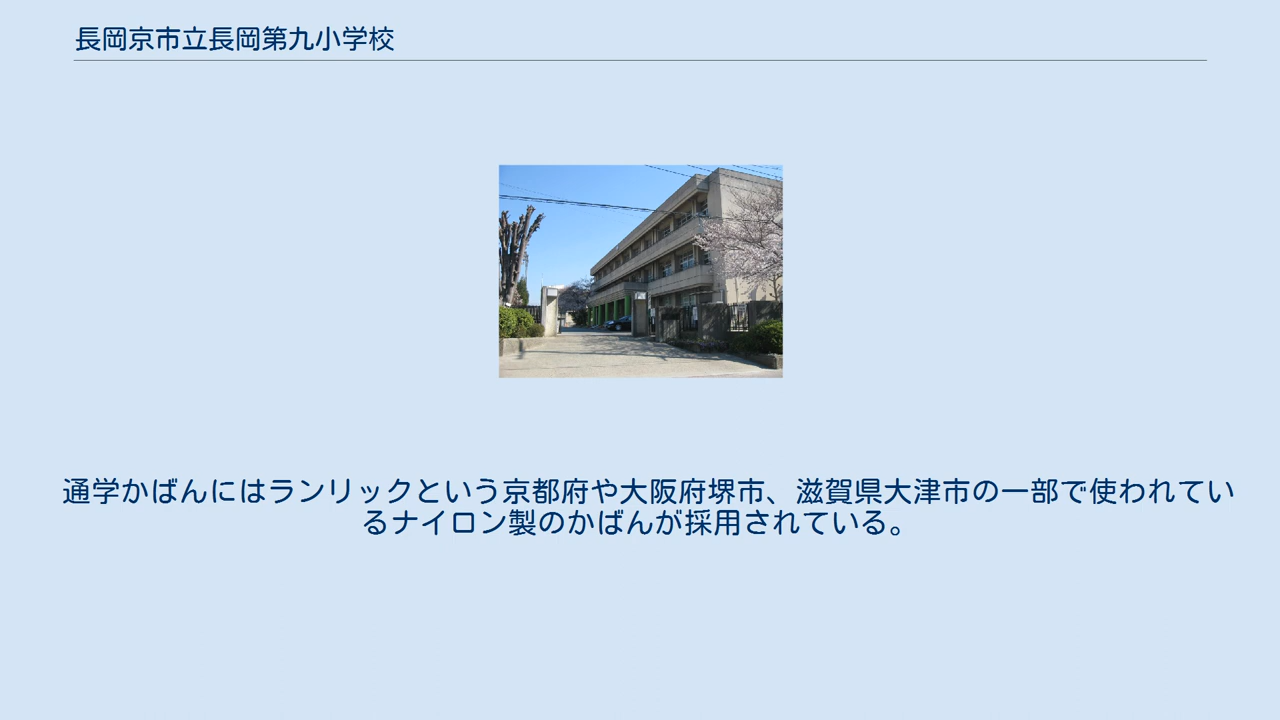 長岡京市立長岡第九小学校
通学かばんにはランリックという京都府や大阪府堺市、滋賀県大津市の一部で使われてい
るナイロン製のかばんが採用されている。